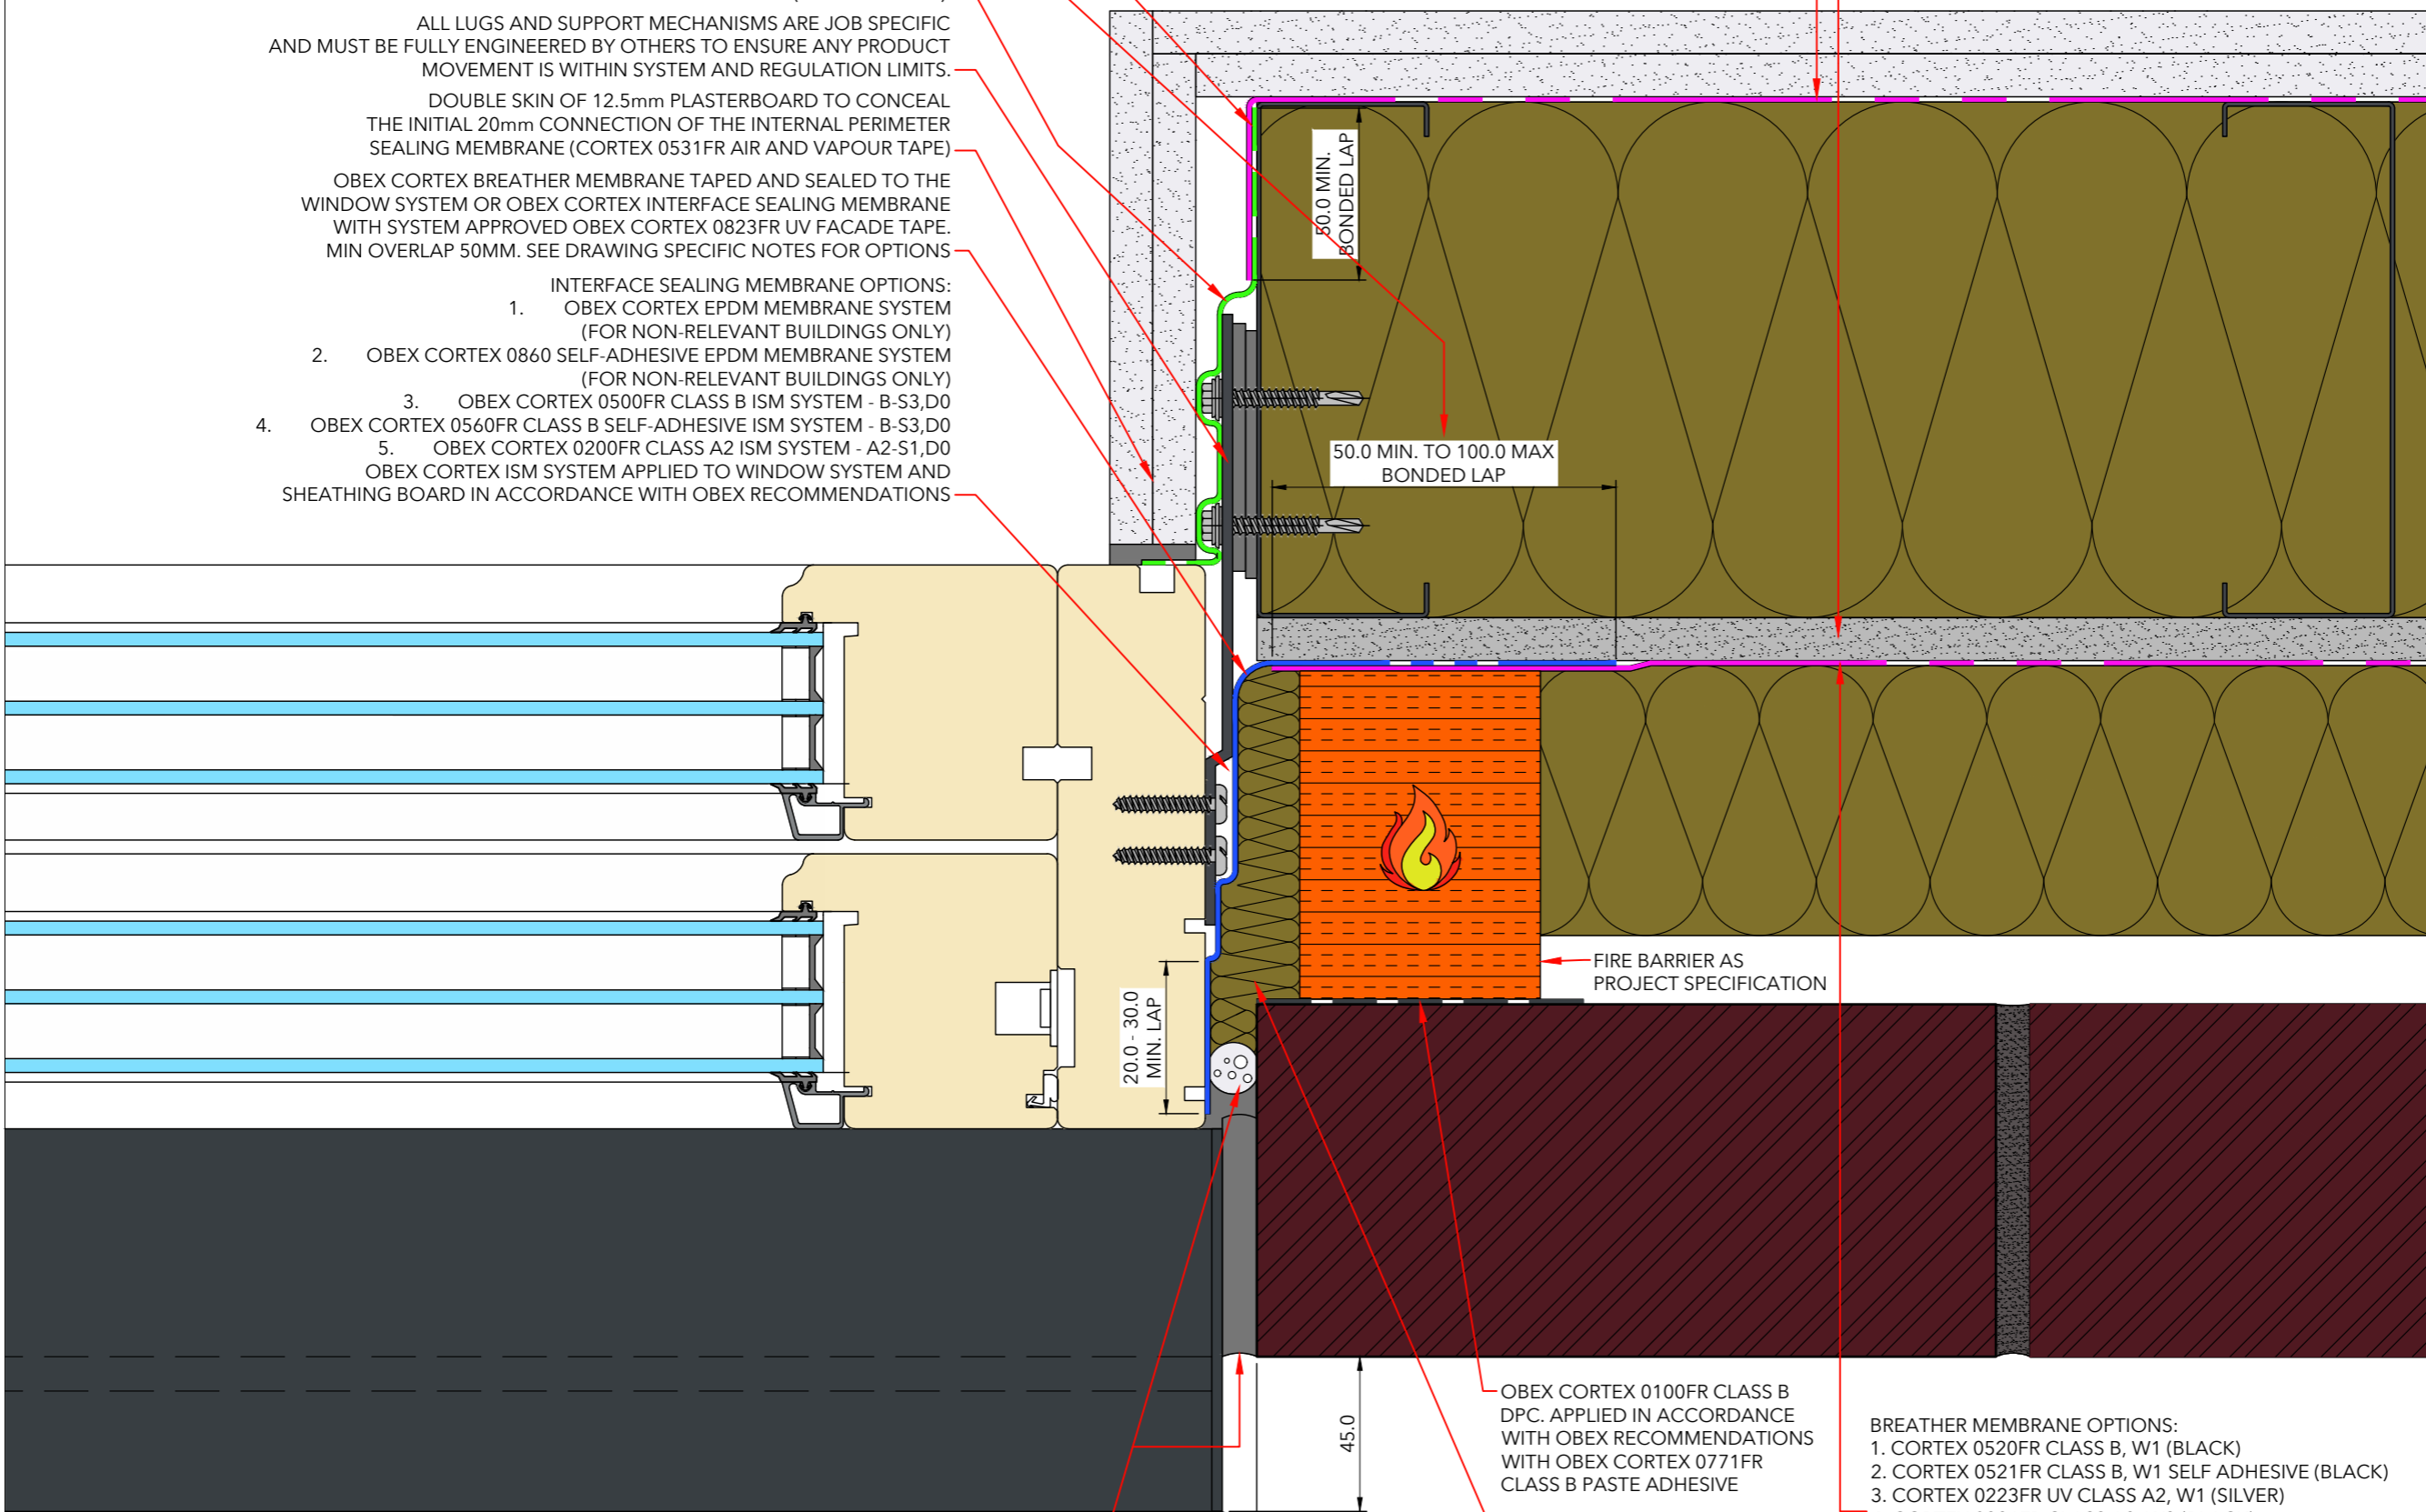 ALL LUGS AND SUPPORT MECHANISMS ARE JOB SPECIFIC
AND MUST BE FULLY ENGINEERED BY OTHERS TO ENSURE ANY PRODUCT
MOVEMENT IS WITHIN SYSTEM AND REGULATION LIMITS.
DOUBLE SKIN OF 12.5mm PLASTERBOARD TO CONCEAL
THE INITIAL 20mm CONNECTION OF THE INTERNAL PERIMETER
SEALING MEMBRANE (CORTEX 0531FR AIR AND VAPOUR TAPE)
OBEX CORTEX BREATHER MEMBRANE TAPED AND SEALED TO THE
WINDOW SYSTEM OR OBEX CORTEX INTERFACE SEALING MEMBRANE
WITH SYSTEM APPROVED OBEX CORTEX 0823FR UV FACADE TAPE.
MIN OVERLAP 50MM. SEE DRAWING SPECIFIC NOTES FOR OPTIONS
INTERFACE SEALING MEMBRANE OPTIONS:
1. OBEX CORTEX EPDM MEMBRANE SYSTEM
(FOR NON-RELEVANT BUILDINGS ONLY)
2. OBEX CORTEX 0860 SELF-ADHESIVE EPDM MEMBRANE SYSTEM
(FOR NON-RELEVANT BUILDINGS ONLY)
3. OBEX CORTEX 0500FR CLASS B ISM SYSTEM - B-S3,D0
4. OBEX CORTEX 0560FR CLASS B SELF-ADHESIVE ISM SYSTEM - B-S3,D0
5. OBEX CORTEX 0200FR CLASS A2 ISM SYSTEM - A2-S1,D0
OBEX CORTEX ISM SYSTEM APPLIED TO WINDOW SYSTEM AND
SHEATHING BOARD IN ACCORDANCE WITH OBEX RECOMMENDATIONS
50.0 MIN.
BONDED LAP
50.0 MIN. TO 100.0 MAX
BONDED LAP
FIRE BARRIER AS
PROJECT SPECIFICATION
20.0 - 30.0
MIN. LAP
45.0
OBEX CORTEX 0100FR CLASS B
DPC. APPLIED IN ACCORDANCE
WITH OBEX RECOMMENDATIONS
WITH OBEX CORTEX 0771FR
CLASS B PASTE ADHESIVE
BREATHER MEMBRANE OPTIONS:
1. CORTEX 0520FR CLASS B, W1 (BLACK)
2. CORTEX 0521FR CLASS B, W1 SELF ADHESIVE (BLACK)
3. CORTEX 0223FR UV CLASS A2, W1 (SILVER)